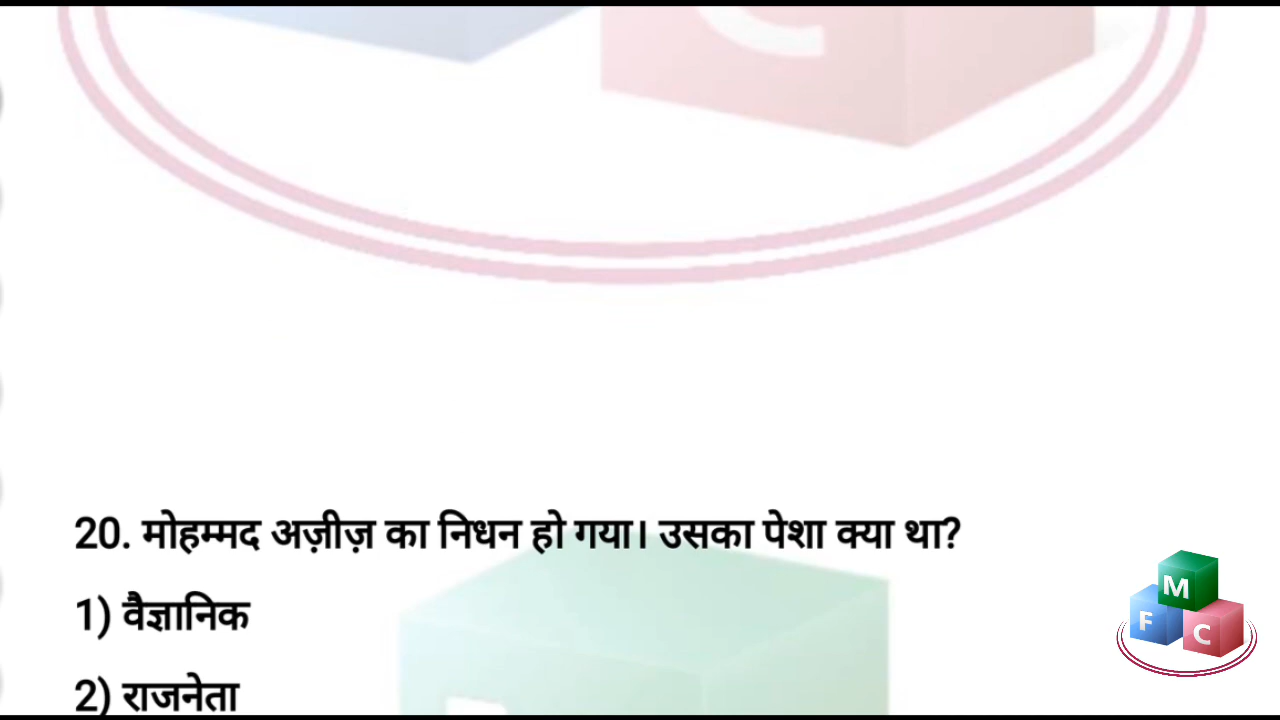 20. मोहम्मद अज़ीज़ का निधन हो गया। उसका पेशा क्या था?
1) वैज्ञानिक
2) राजनेता
M
F
C